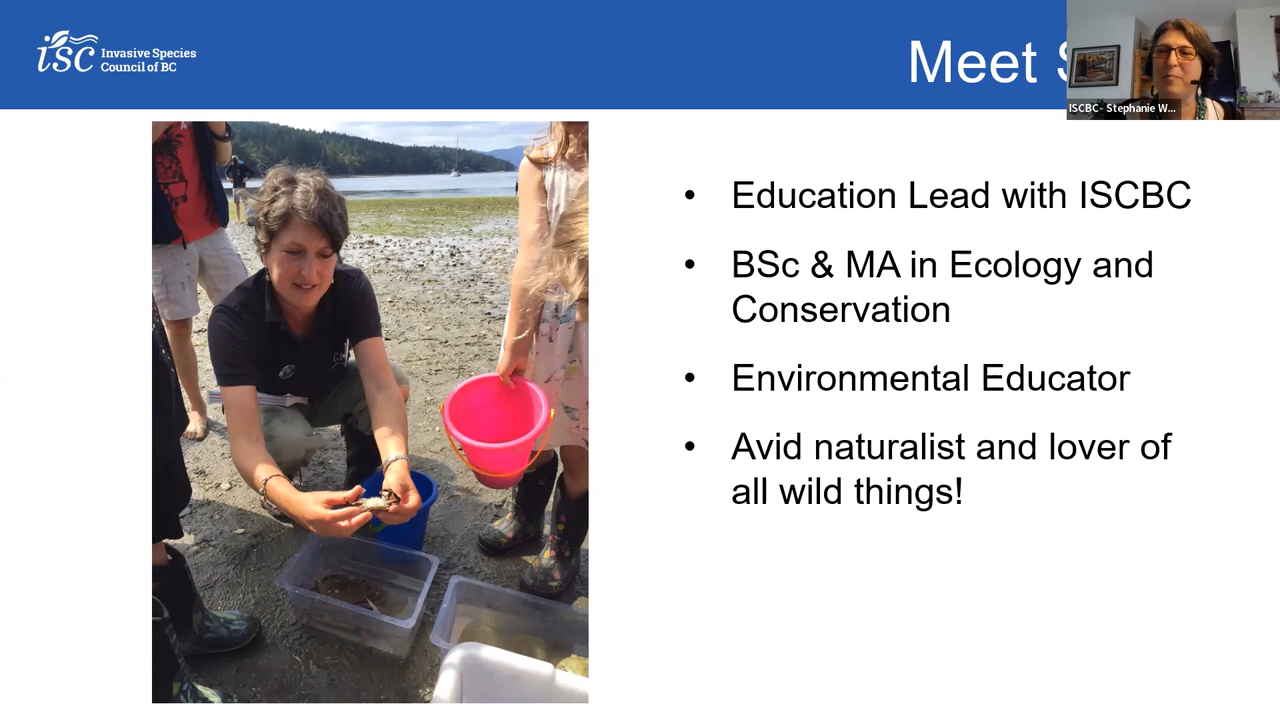 isc Invasive Species
Council of BC
Meet
ISCBC- Stephanie W...
• Education Lead with ISCBC
• BSc & MA in Ecology and
Conservation
• Environmental Educator
• Avid naturalist and lover of
all wild things!